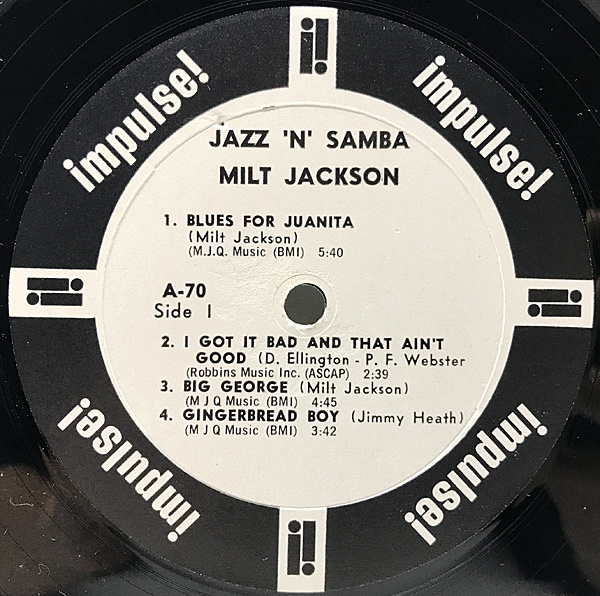 impulse!
impulse!
JAZZ 'N' SAMBA
MILT JACKSON
1. BLUES FOR JUANITA
(Milt Jackson)
(M.J.Q. Music (BMI) 5:40
A-70
Side I
2. I GOT IT BAD AND THAT AIN'T
GOOD (D. Ellington - P. F. Webster
(Robbins Music Inc. (ASCAP) 2:39
3. BIG GEORGE (Milt Jackson)
(M J Q Music (BMI) 4:45
4. GINGERBREAD BOY (Jimmy Heath)
(M J Q Music (BMI) 3:42
impulse!
impulse!